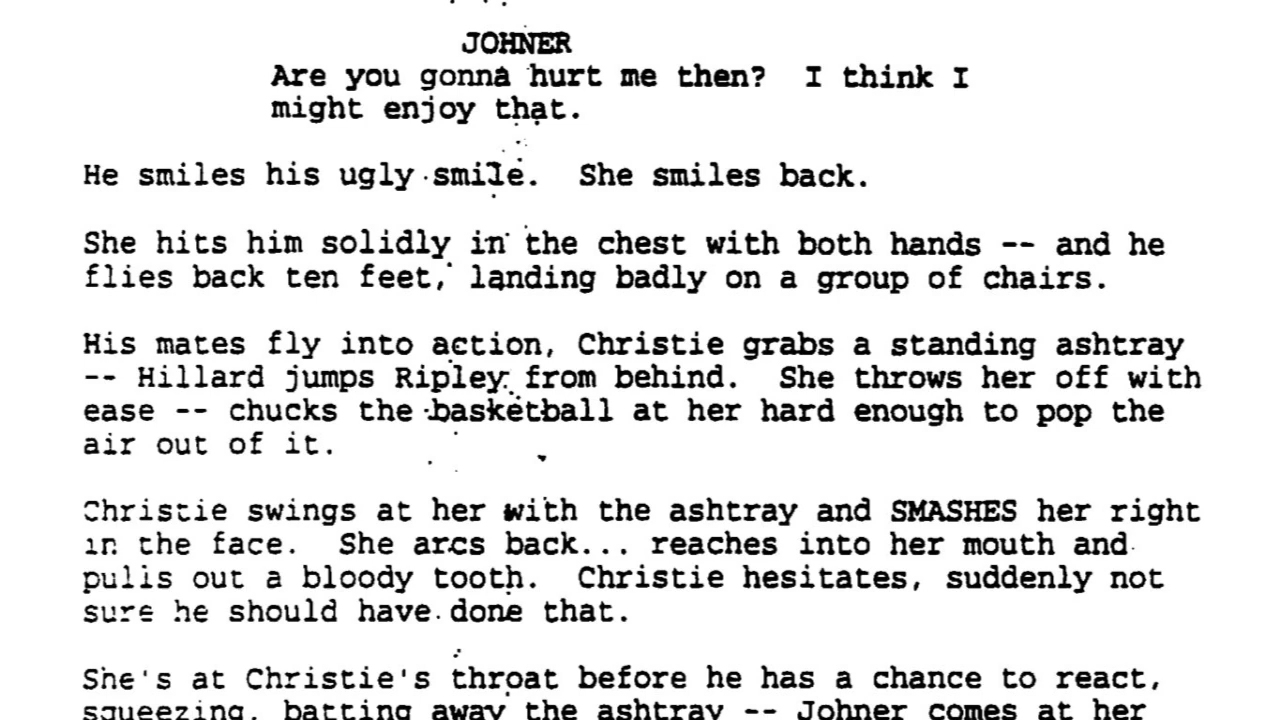 JOHNER
Are you gonna hurt me then? I think I
might enjoy that.
He smiles his ugly smile. She smiles back.
She hits him solidly in the chest with both hands -- and he
flies back ten feet, landing badly on a group of chairs.
His mates fly into action, Christie grabs a standing ashtray
-- Hillard jumps Ripley from behind. She throws her off with
ease -- chucks the basketball at her hard enough to pop the
air out of it.
Christie swings at her with the ashtray and SMASHES her right
in the face. She arcs back... reaches into her mouth and
pulls out a bloody tooth. Christie hesitates, suddenly not
sure he should have done that.
She's at Christie's throat before he has a chance to react,
squeezing, batting away the ashtray -- Johner comes at her